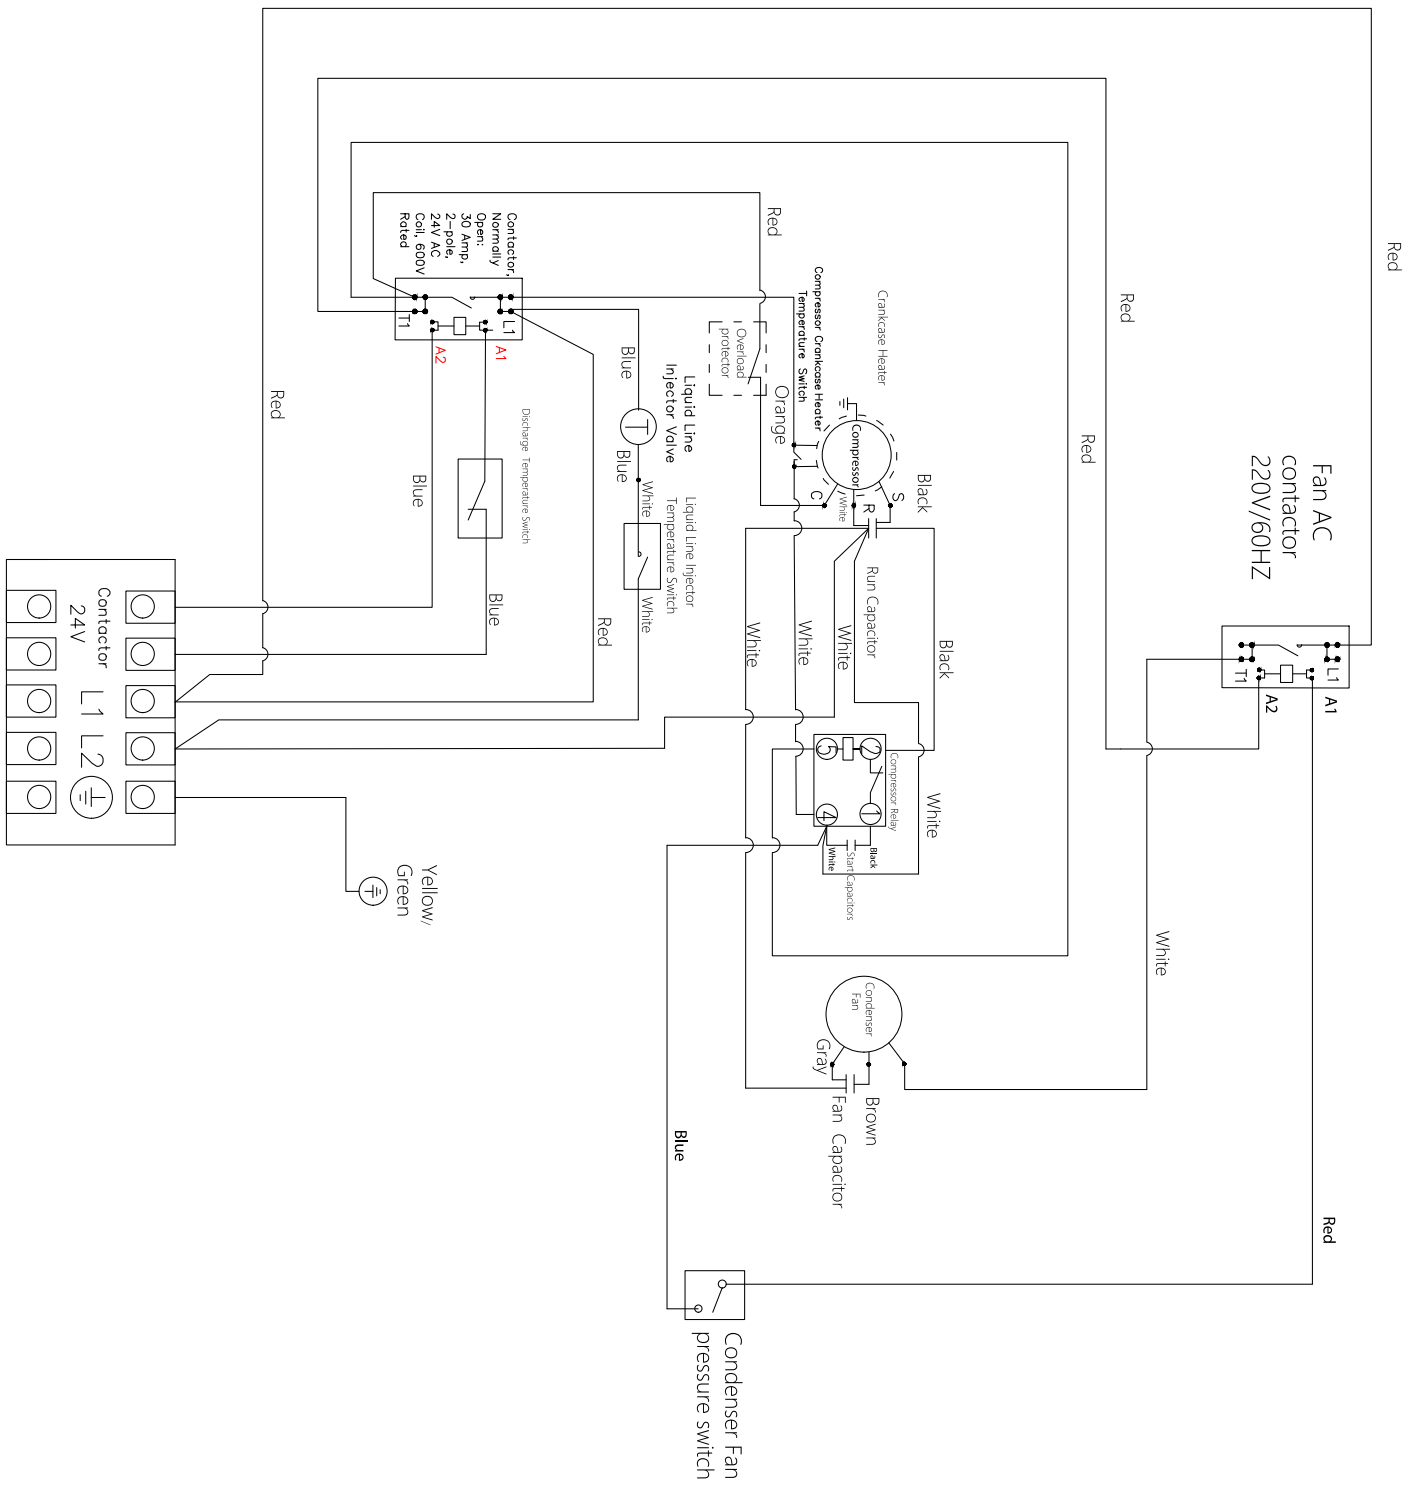 Red
Red
Red
Red
Red
Fan AC
contactor
220V/60HZ
L1
T1
A1
A2
Contactor,
Normally
Open:
30 Amp,
2-pole,
24V AC
Coil, 600V
Rated
L1
T1
A1
A2
Red
Crankcase Heater
Compressor Crankcase Heater
Temperature Switch
Overload
protector
Orange
Compressor
C
S
R
White
Black
Blue
Liquid Line
Injector Valve
T
Blue
White
Liquid Line Injector
Temperature Switch
White
Discharge Temperature Switch
Blue
Blue
Red
Run Capacitor
White
White
White
Black
5
2
4
1
Compressor Relay
White
Black
White
Start Capacitors
Contactor
24V
L1
L2
Yellow/
Green
White
Condenser
Fan
Gray
Brown
Fan Capacitor
Blue
Red
Condenser Fan
pressure switch